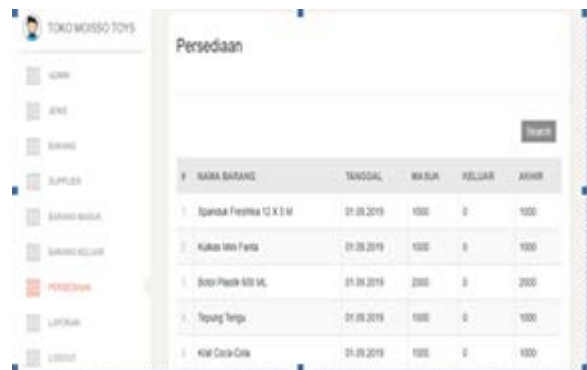 TOKO MOISSO TOYS
ADMIN
JENIS
BARANG
SUPPLIER
BARANG MASUK
BARANG KELUAR
PERSEDIAAN
LAPORAN
LOGOUT
Persediaan
Search
# NAMA BARANG TANGGAL MASUK KELUAR AKHIR
1 Spanduk 12 X 5 M 01.09.2019 1000 0 1000
2 Kulkas Mini Fanta 01.09.2019 1000 0 1000
3 Botol Plastik 600 ML 01.09.2019 2000 0 2000
4 Tepung Terigu 01.09.2019 1000 0 1000
5 Krat Coca-Cola 01.09.2019 1000 0 1000